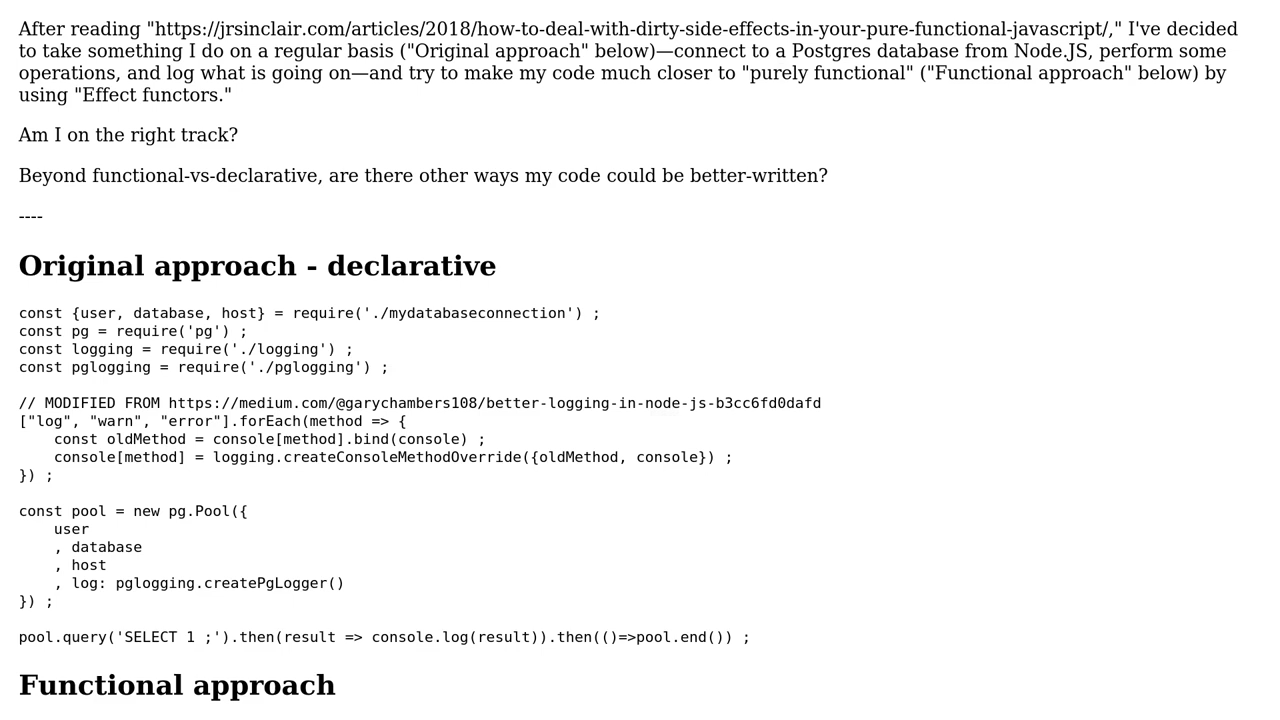 After reading "https://jrsinclair.com/articles/2018/how-to-deal-with-dirty-side-effects-in-your-pure-functional-javascript/," I've decided
to take something I do on a regular basis ("Original approach" below)—connect to a Postgres database from Node.JS, perform some
operations, and log what is going on—and try to make my code much closer to "purely functional" ("Functional approach" below) by
using "Effect functors."
Am I on the right track?
Beyond functional-vs-declarative, are there other ways my code could be better-written?
----
Original approach - declarative
const {user, database, host} = require('./mydatabaseconnection') ;
const pg = require('pg') ;
const logging = require('./logging') ;
const pglogging = require('./pglogging') ;
// MODIFIED FROM https://medium.com/@garychambers108/better-logging-in-node-js-b3cc6fd0dafd
["log", "warn", "error"].forEach(method => {
    const oldMethod = console[method].bind(console) ;
    console[method] = logging.createConsoleMethodOverride({oldMethod, console}) ;
}) ;
const pool = new pg.Pool({
    user
    , database
    , host
    , log: pglogging.createPgLogger()
}) ;
pool.query('SELECT 1 ;').then(result => console.log(result)).then(()=>pool.end()) ;
Functional approach